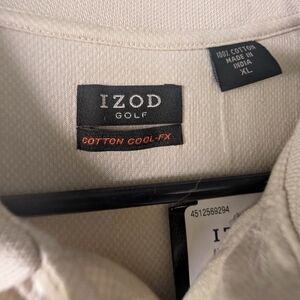 100% COTTON
MADE IN
INDIA
XL
IZOD
GOLF
COTTON COOL-FX
4512569294